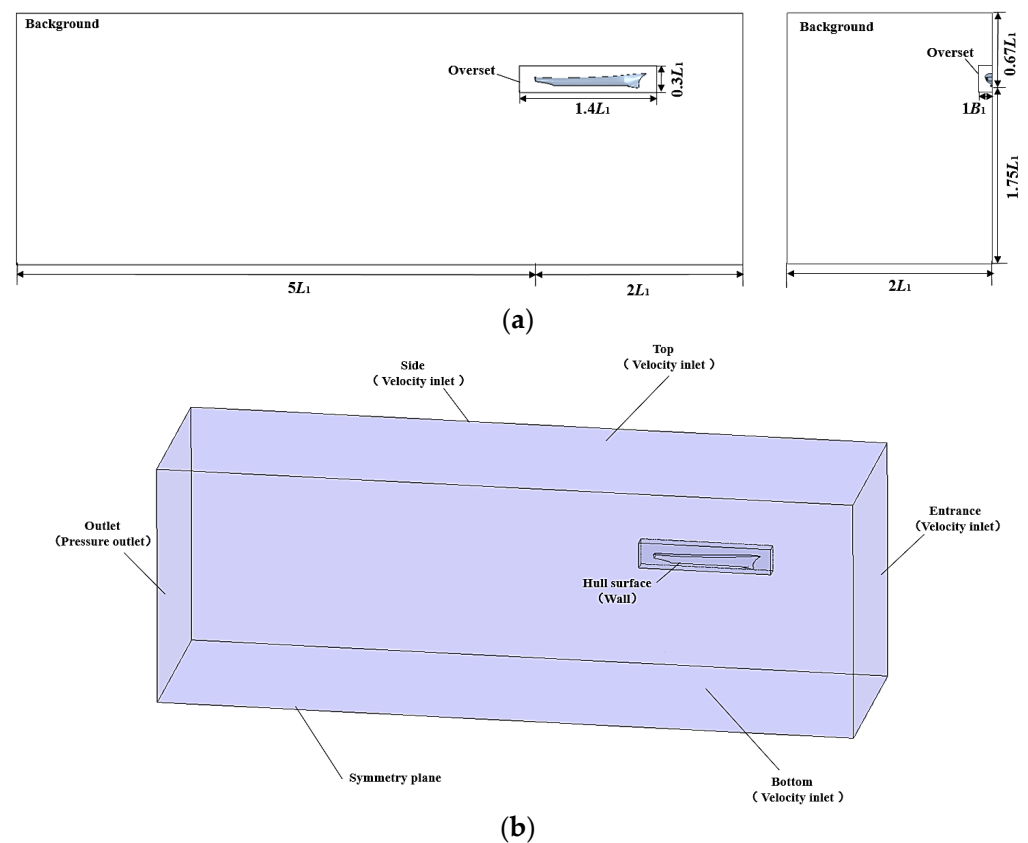 Background
Overset
0.3L₁
1.4L₁
5L₁
2L₁
Background
Overset
1B₁
0.67L₁
1.75L₁
2L₁
(a)
Side
（Velocity inlet）
Top
（Velocity inlet）
Outlet
（Pressure outlet）
Entrance
（Velocity inlet）
Hull surface
（Wall）
Symmetry plane
Bottom
（Velocity inlet）
(b)